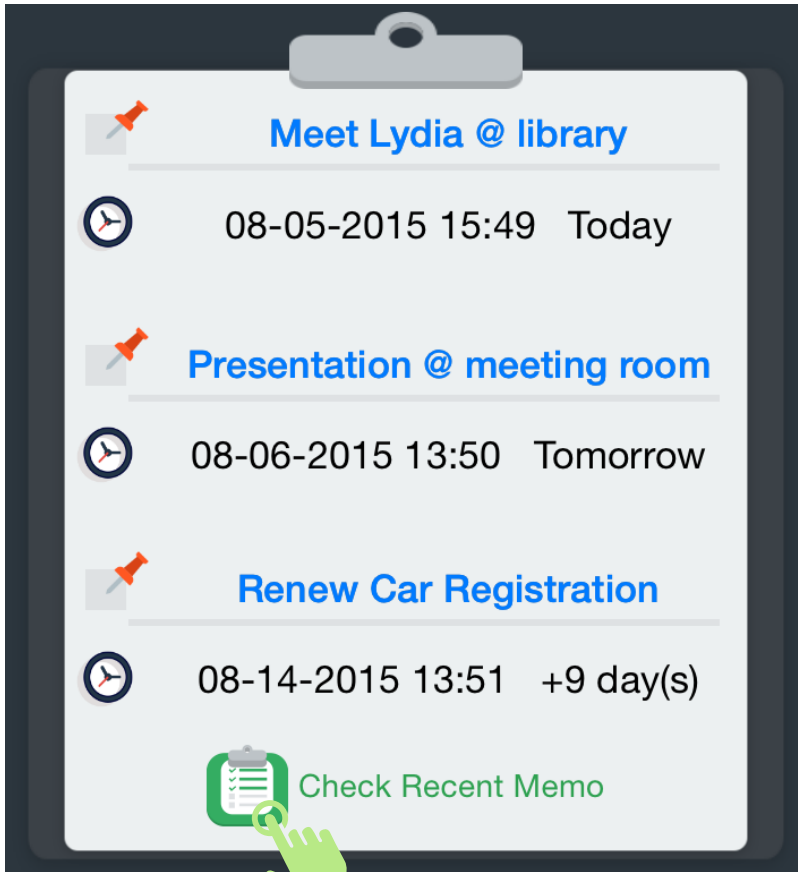 Meet Lydia @ library
08-05-2015 15:49 Today
Presentation @ meeting room
08-06-2015 13:50 Tomorrow
Renew Car Registration
08-14-2015 13:51 +9 day(s)
Check Recent Memo